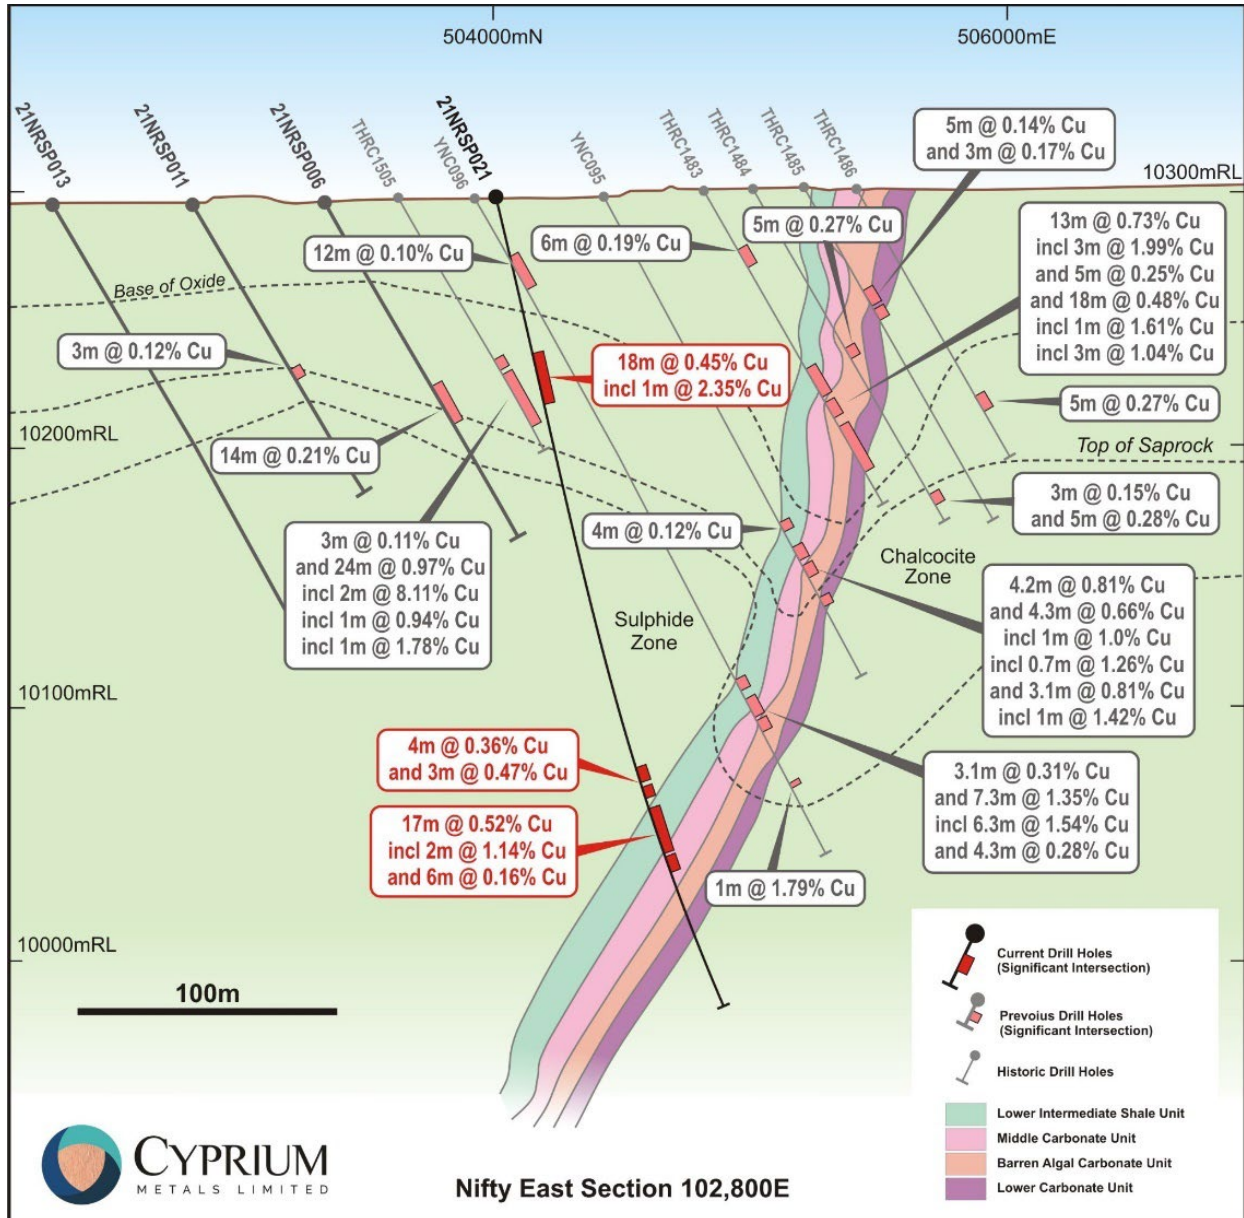 504000mN
506000mE
21NRSP013
21NRSP011
21NRSP006
THRC1505
YNC096
21NRSP021
YNC095
THRC1483
THRC1484
THRC1485
THRC1486
5m @ 0.14% Cu
and 3m @ 0.17% Cu
10300mRL
12m @ 0.10% Cu
6m @ 0.19% Cu
5m @ 0.27% Cu
13m @ 0.73% Cu
incl 3m @ 1.99% Cu
and 5m @ 0.25% Cu
and 18m @ 0.48% Cu
incl 1m @ 1.61% Cu
incl 3m @ 1.04% Cu
Base of Oxide
3m @ 0.12% Cu
18m @ 0.45% Cu
incl 1m @ 2.35% Cu
5m @ 0.27% Cu
10200mRL
14m @ 0.21% Cu
Top of Saprock
3m @ 0.15% Cu
and 5m @ 0.28% Cu
3m @ 0.11% Cu
and 24m @ 0.97% Cu
incl 2m @ 8.11% Cu
incl 1m @ 0.94% Cu
incl 1m @ 1.78% Cu
4m @ 0.12% Cu
Chalcocite
Zone
Sulphide
Zone
4.2m @ 0.81% Cu
and 4.3m @ 0.66% Cu
incl 1m @ 1.0% Cu
incl 0.7m @ 1.26% Cu
and 3.1m @ 0.81% Cu
incl 1m @ 1.42% Cu
10100mRL
4m @ 0.36% Cu
and 3m @ 0.47% Cu
3.1m @ 0.31% Cu
and 7.3m @ 1.35% Cu
incl 6.3m @ 1.54% Cu
and 4.3m @ 0.28% Cu
17m @ 0.52% Cu
incl 2m @ 1.14% Cu
and 6m @ 0.16% Cu
1m @ 1.79% Cu
10000mRL
100m
Current Drill Holes
(Significant Intersection)
Prevoius Drill Holes
(Significant Intersection)
Historic Drill Holes
Lower Intermediate Shale Unit
Middle Carbonate Unit
Barren Algal Carbonate Unit
Lower Carbonate Unit
CYPRIUM
METALS LIMITED
Nifty East Section 102,800E